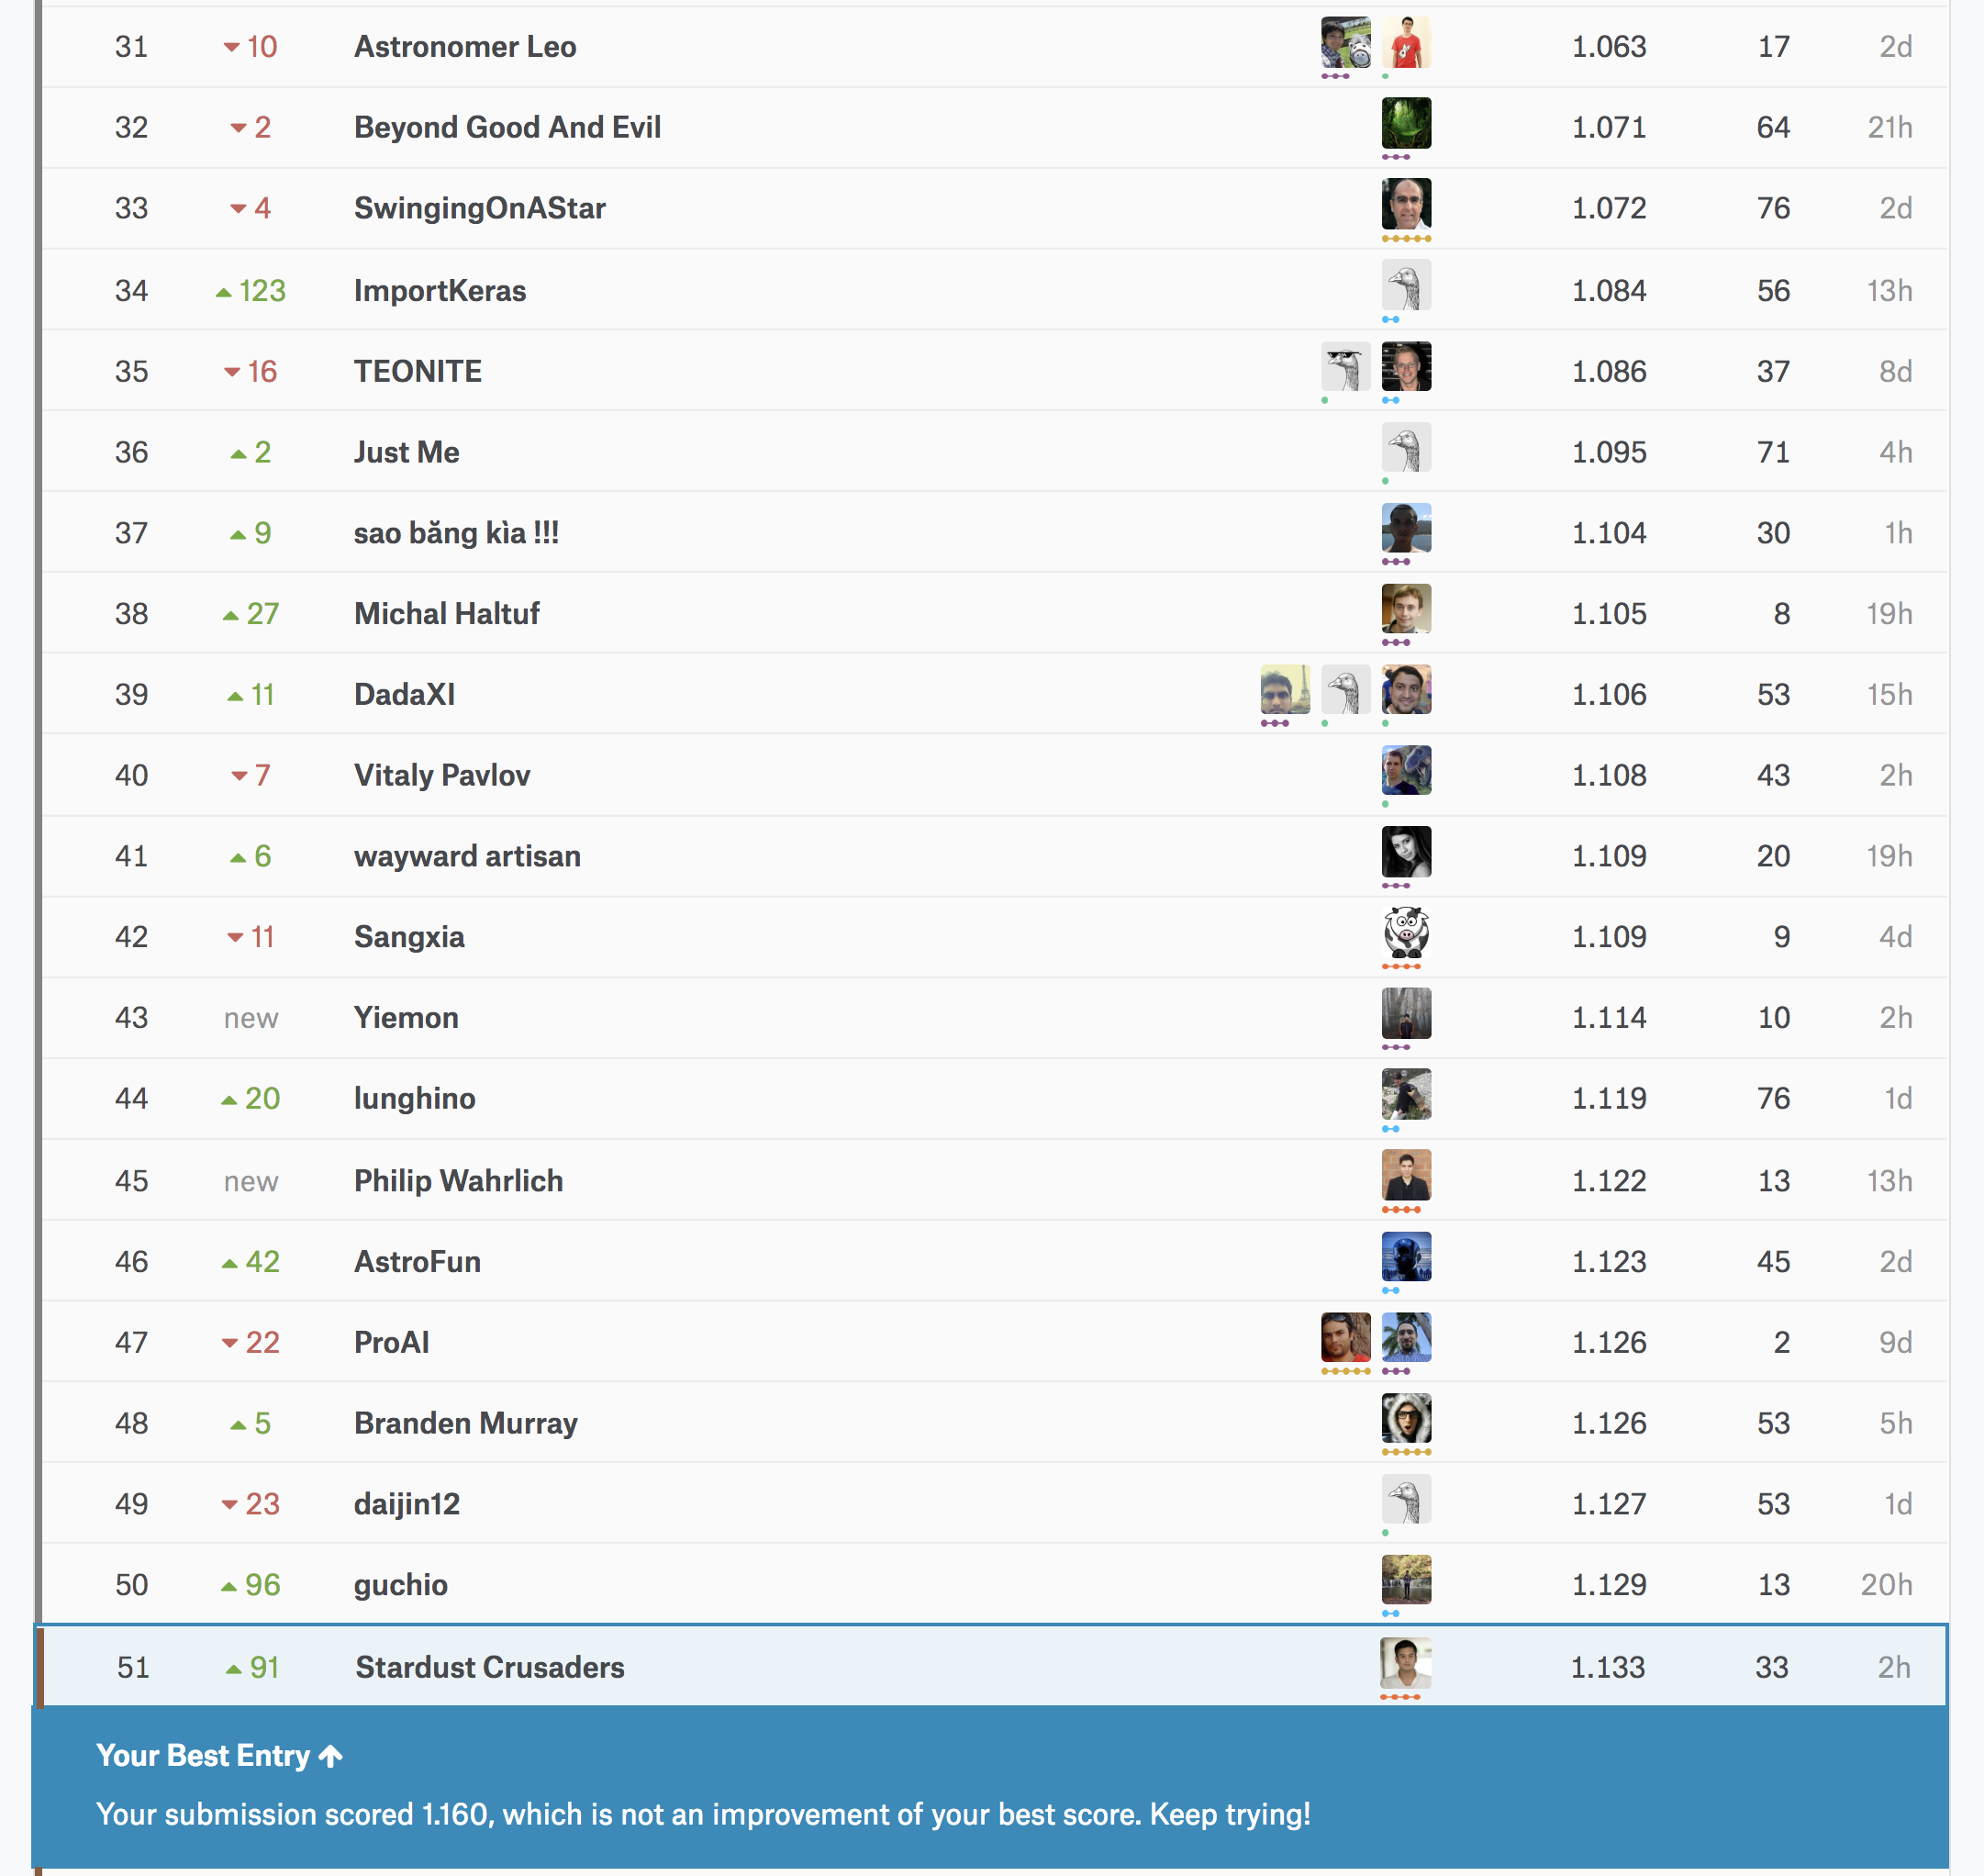 31 10 Astronomer Leo 1.063 17 2d
32 2 Beyond Good And Evil 1.071 64 21h
33 4 SwingingOnAStar 1.072 76 2d
34 123 ImportKeras 1.084 56 13h
35 16 TEONITE 1.086 37 8d
36 2 Just Me 1.095 71 4h
37 9 sao băng kìa !!! 1.104 30 1h
38 27 Michal Haltuf 1.105 8 19h
39 11 DadaXI 1.106 53 15h
40 7 Vitaly Pavlov 1.108 43 2h
41 6 wayward artisan 1.109 20 19h
42 11 Sangxia 1.109 9 4d
43 new Yiemon 1.114 10 2h
44 20 lunghino 1.119 76 1d
45 new Philip Wahrlich 1.122 13 13h
46 42 AstroFun 1.123 45 2d
47 22 ProAI 1.126 2 9d
48 5 Branden Murray 1.126 53 5h
49 23 daijin12 1.127 53 1d
50 96 guchio 1.129 13 20h
51 91 Stardust Crusaders 1.133 33 2h
Your Best Entry
Your submission scored 1.160, which is not an improvement of your best score. Keep trying!